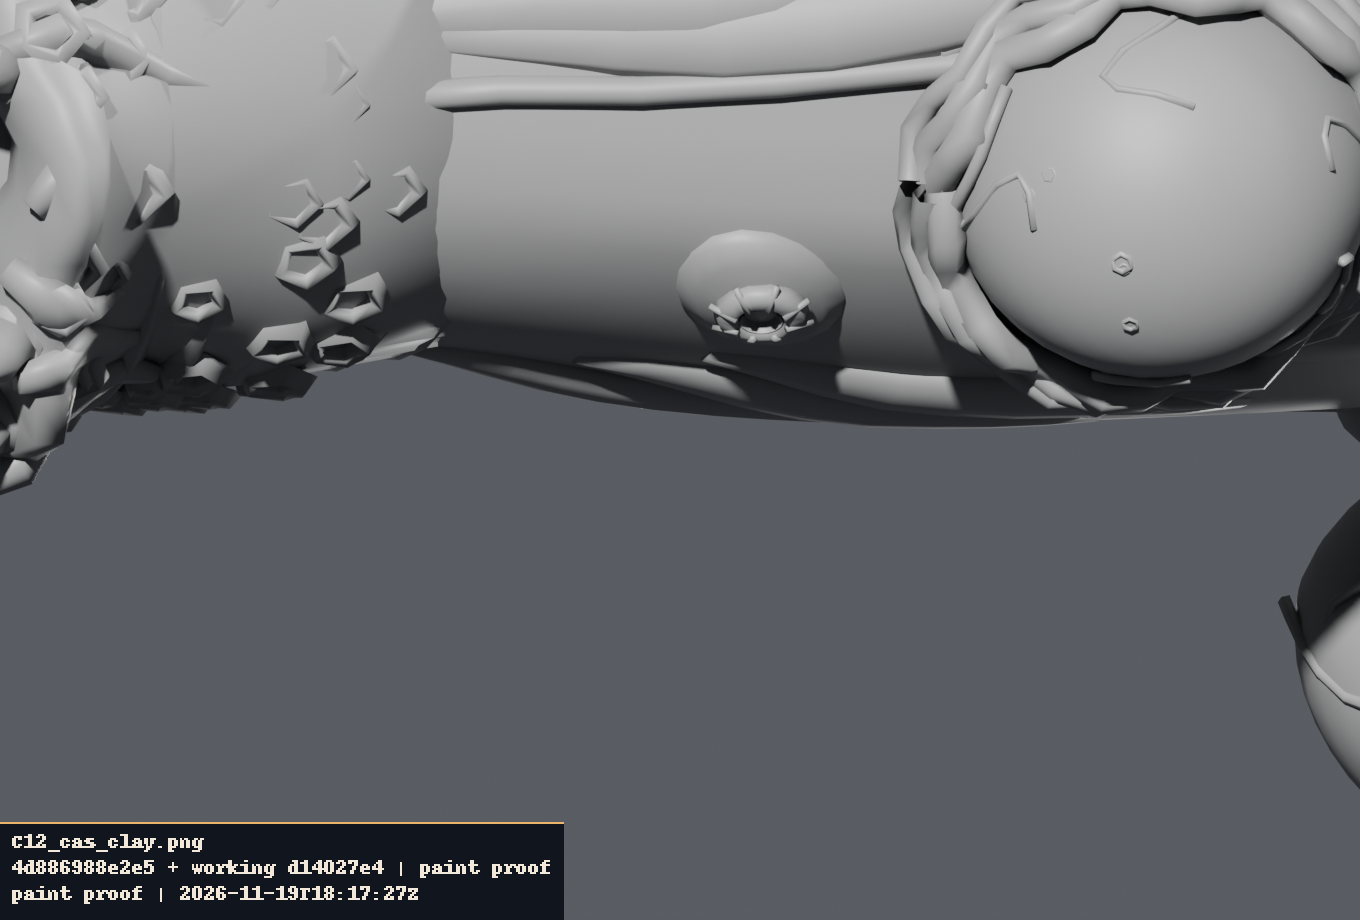 C12_cas_clay.png
4d886988e2e5 + working d14027e4 | paint proof
paint proof | 2026-11-19T18:17:27Z